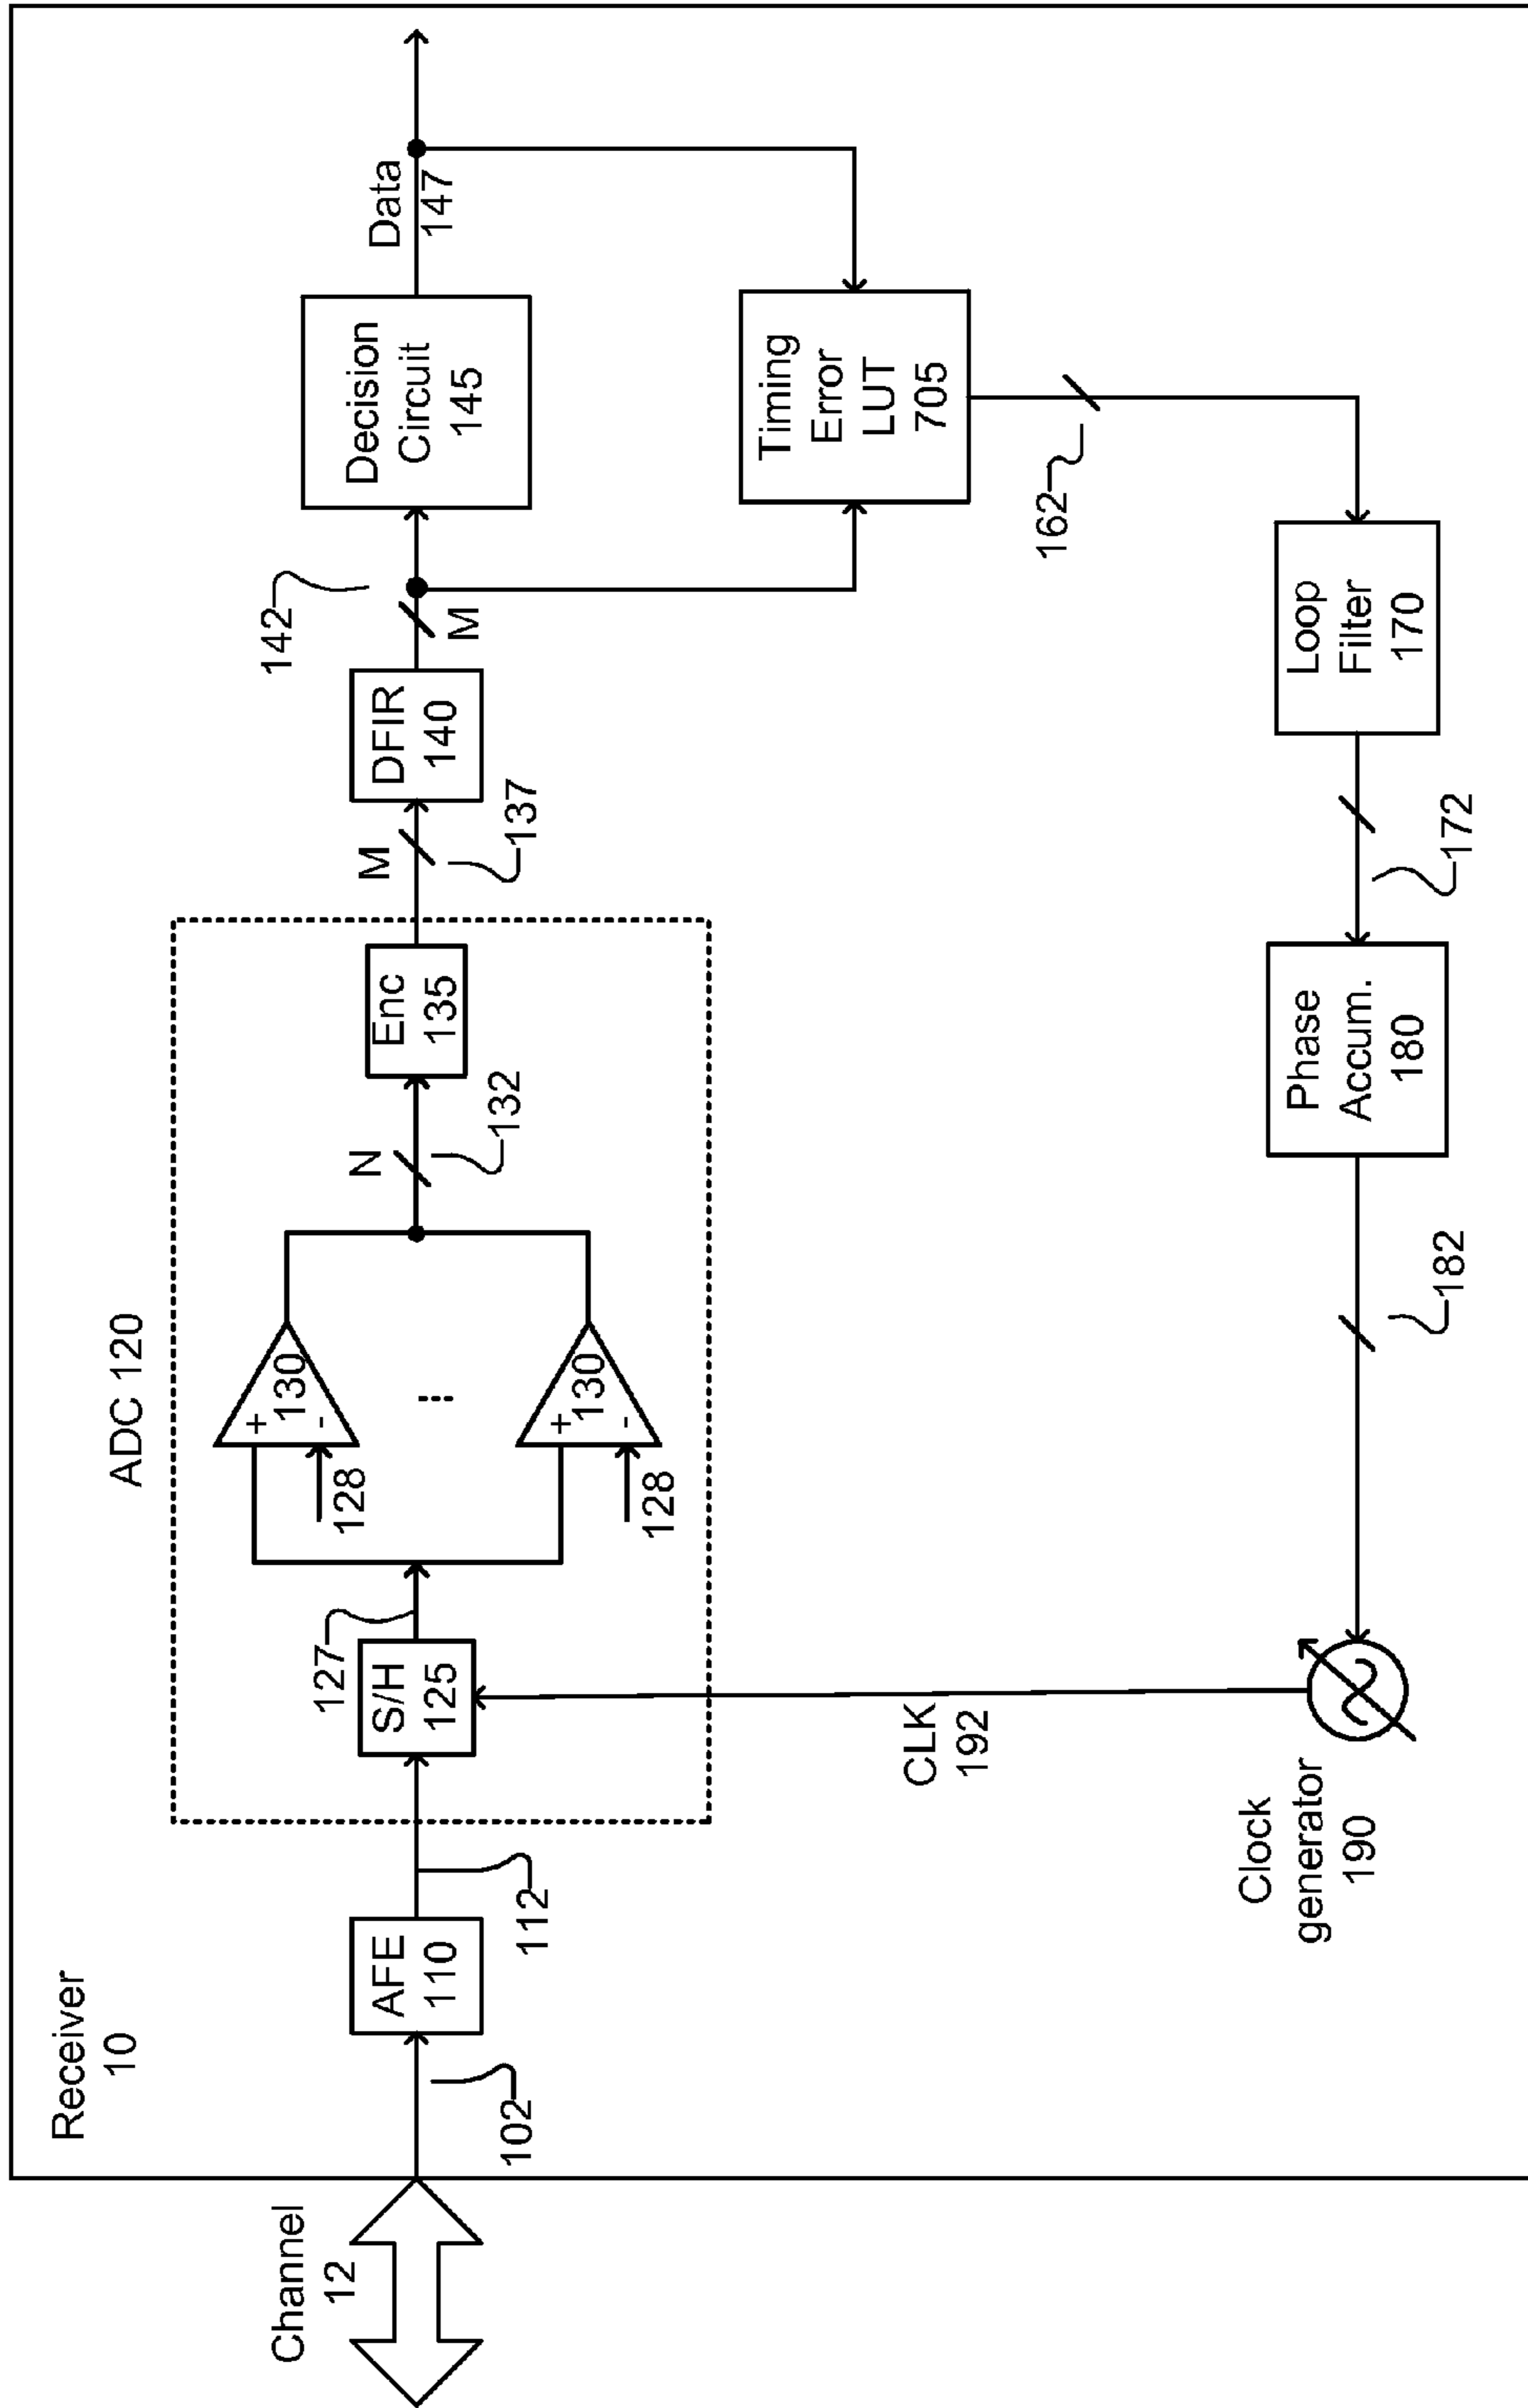 Receiver
10
Channel
12
102
AFE
110
112
ADC 120
S/H
125
127
+
-
130
128
...
+
-
130
128
N
132
Enc
135
M
137
DFIR
140
M
142
Decision
Circuit
145
Data
147
Timing
Error
LUT
705
162
Loop
Filter
170
172
Phase
Accum.
180
182
Clock
generator
190
CLK
192